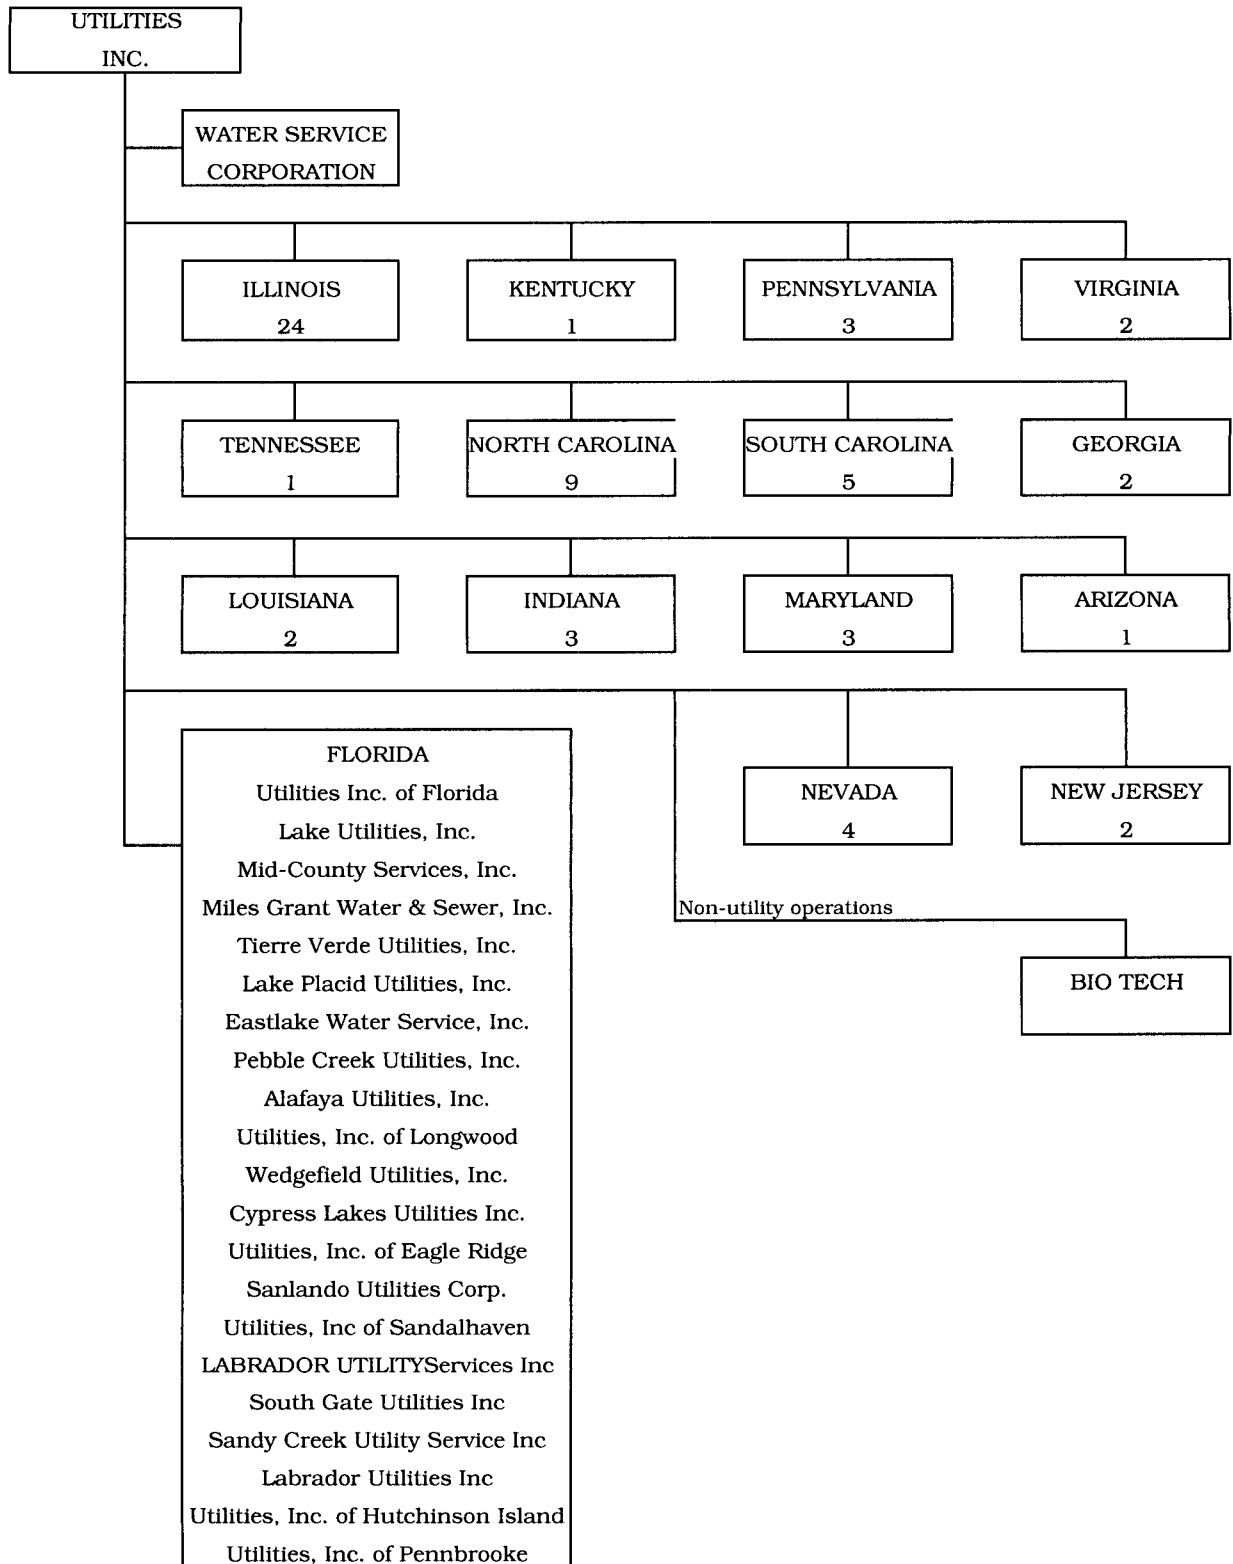 UTILITIES
INC.
WATER SERVICE
CORPORATION
ILLINOIS
24
KENTUCKY
1
PENNSYLVANIA
3
VIRGINIA
2
TENNESSEE
1
NORTH CAROLINA
9
SOUTH CAROLINA
5
GEORGIA
2
LOUISIANA
2
INDIANA
3
MARYLAND
3
ARIZONA
1
FLORIDA
Utilities Inc. of Florida
Lake Utilities, Inc.
Mid-County Services, Inc.
Miles Grant Water & Sewer, Inc.
Tierre Verde Utilities, Inc.
Lake Placid Utilities, Inc.
Eastlake Water Service, Inc.
Pebble Creek Utilities, Inc.
Alafaya Utilities, Inc.
Utilities, Inc. of Longwood
Wedgefield Utilities, Inc.
Cypress Lakes Utilities Inc.
Utilities, Inc. of Eagle Ridge
Sanlando Utilities Corp.
Utilities, Inc of Sandalhaven
LABRADOR UTILITYServices Inc
South Gate Utilities Inc
Sandy Creek Utility Service Inc
Labrador Utilities Inc
Utilities, Inc. of Hutchinson Island
Utilities, Inc. of Pennbrooke
NEVADA
4
NEW JERSEY
2
Non-utility operations
BIO TECH